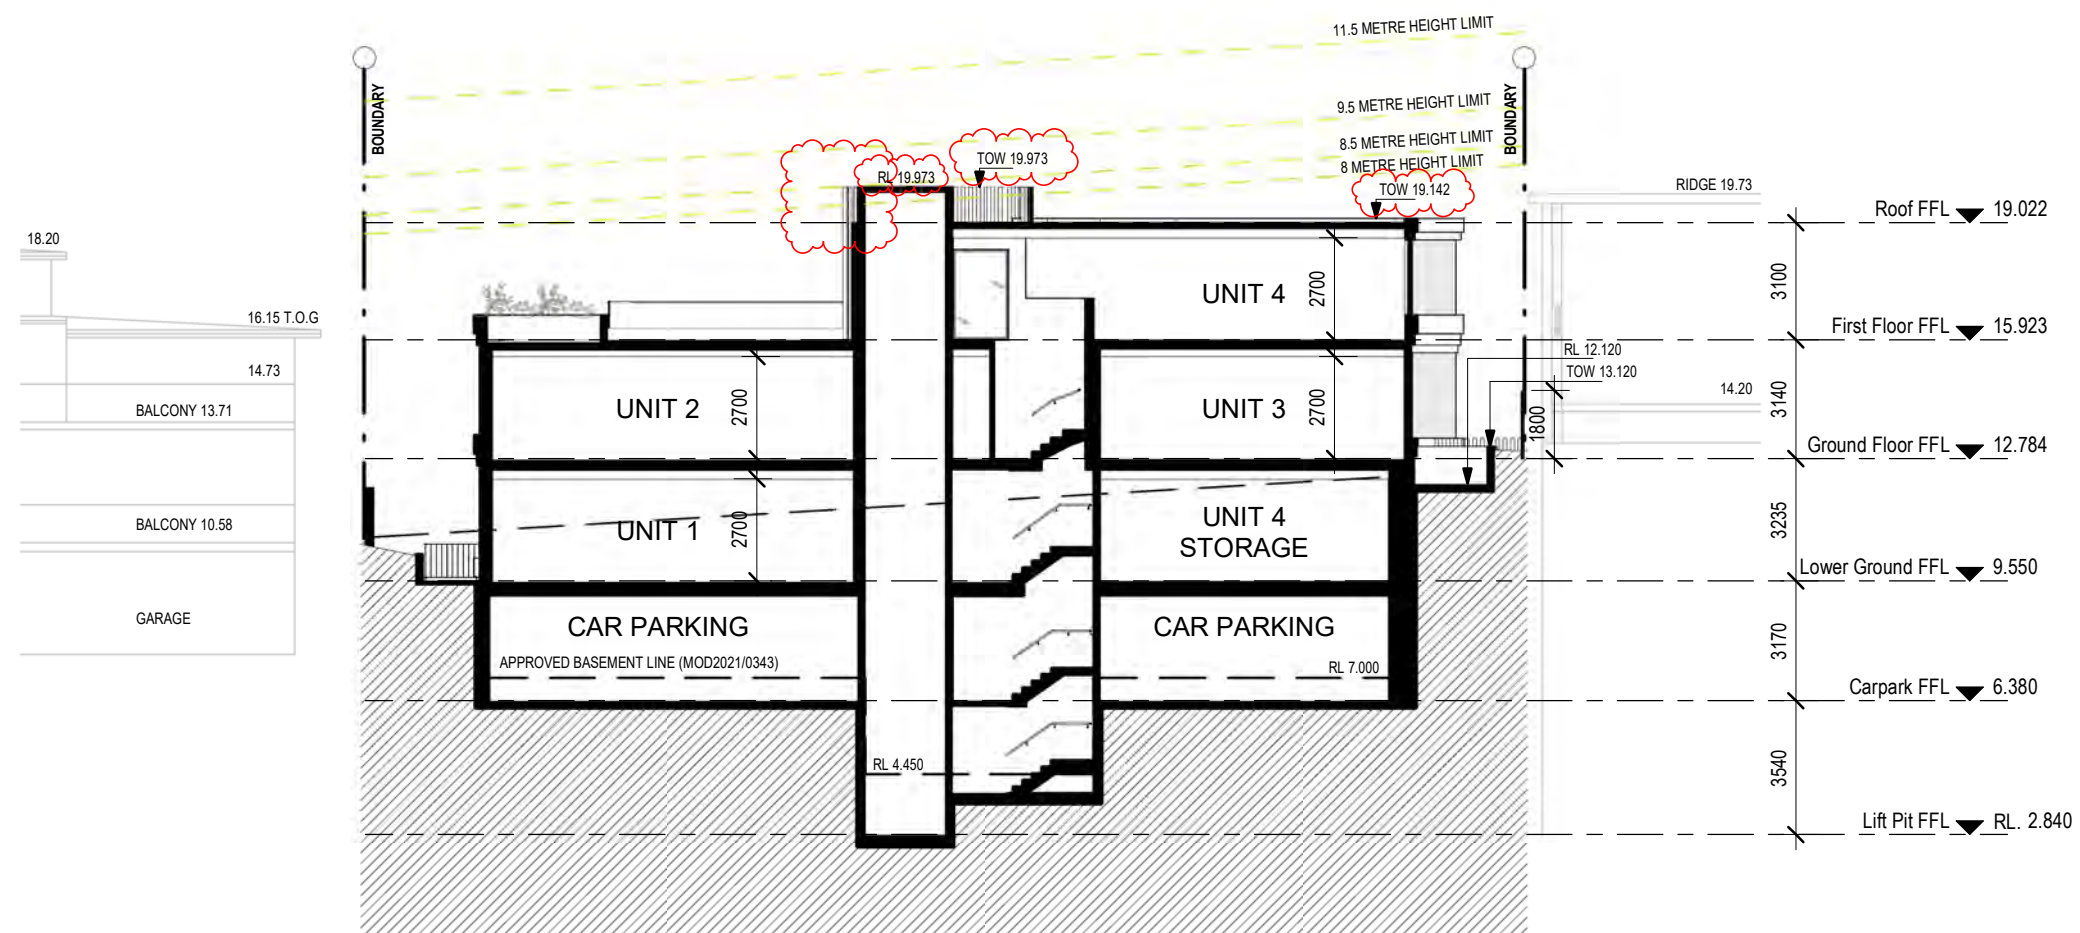 11.5 METRE HEIGHT LIMIT
BOUNDARY
BOUNDARY
9.5 METRE HEIGHT LIMIT
8.5 METRE HEIGHT LIMIT
8 METRE HEIGHT LIMIT
TOW 19.973
RL 19.973
TOW 19.142
RIDGE 19.73
Roof FFL 19.022
18.20
UNIT 4
2700
3100
16.15 T.O.G
First Floor FFL 15.923
RL 12.120
TOW 13.120
14.73
14.20
BALCONY 13.71
UNIT 2
2700
UNIT 3
2700
1800
3140
Ground Floor FFL 12.784
BALCONY 10.58
UNIT 1
2700
UNIT 4
STORAGE
3235
Lower Ground FFL 9.550
GARAGE
CAR PARKING
CAR PARKING
3170
APPROVED BASEMENT LINE (MOD2021/0343)
RL 7.000
Carpark FFL 6.380
RL 4.450
3540
Lift Pit FFL RL. 2.840